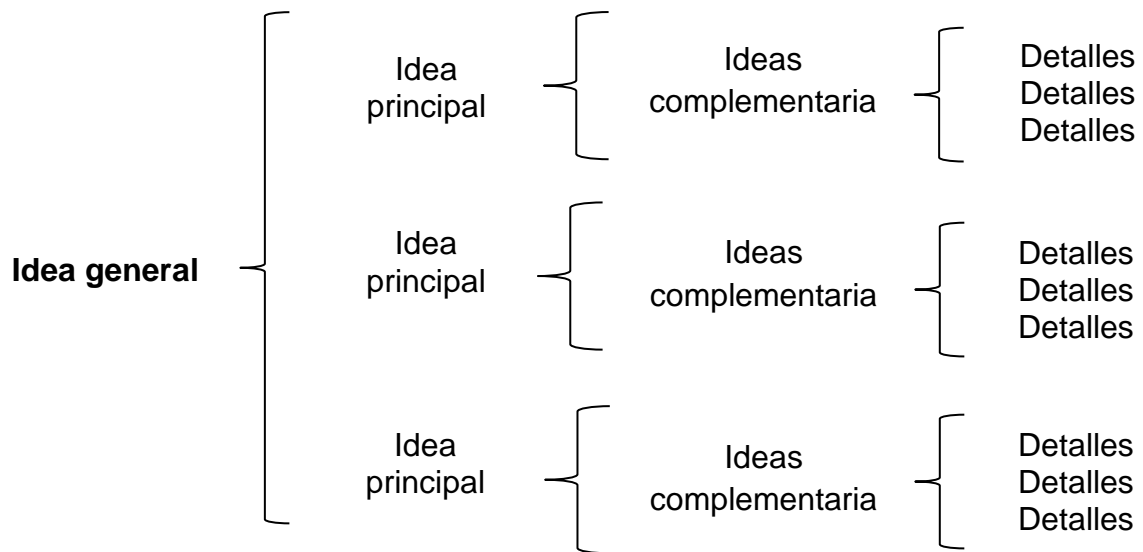 Idea general
Idea
principal
Ideas
complementaria
Detalles
Detalles
Detalles
Idea
principal
Ideas
complementaria
Detalles
Detalles
Detalles
Idea
principal
Ideas
complementaria
Detalles
Detalles
Detalles